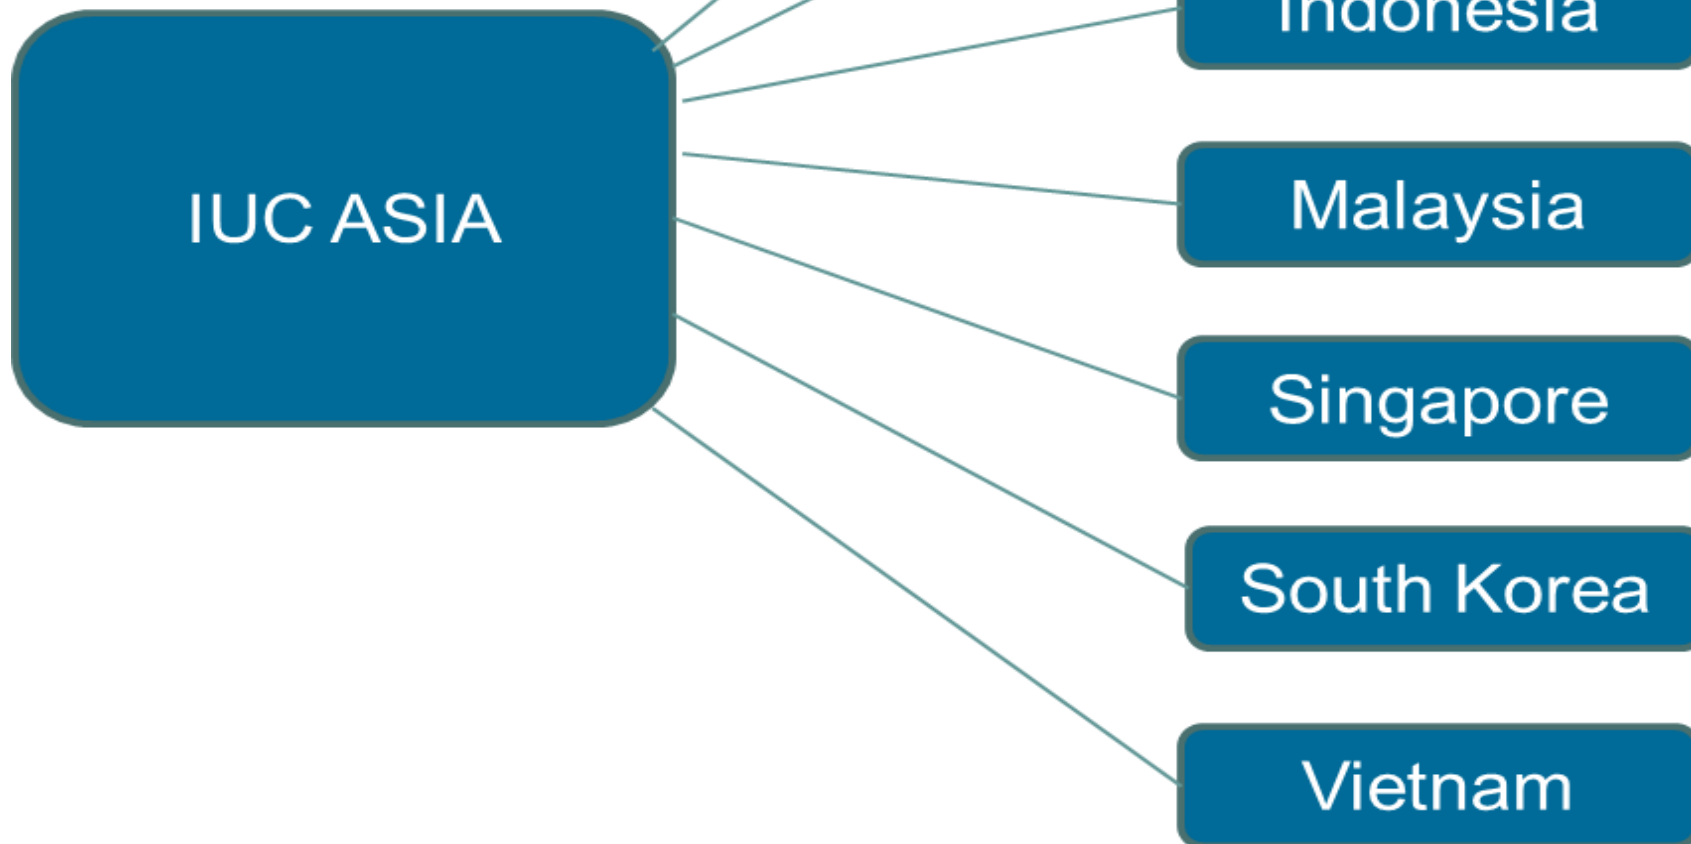 Indonesia
IUC ASIA
Malaysia
Singapore
South Korea
Vietnam